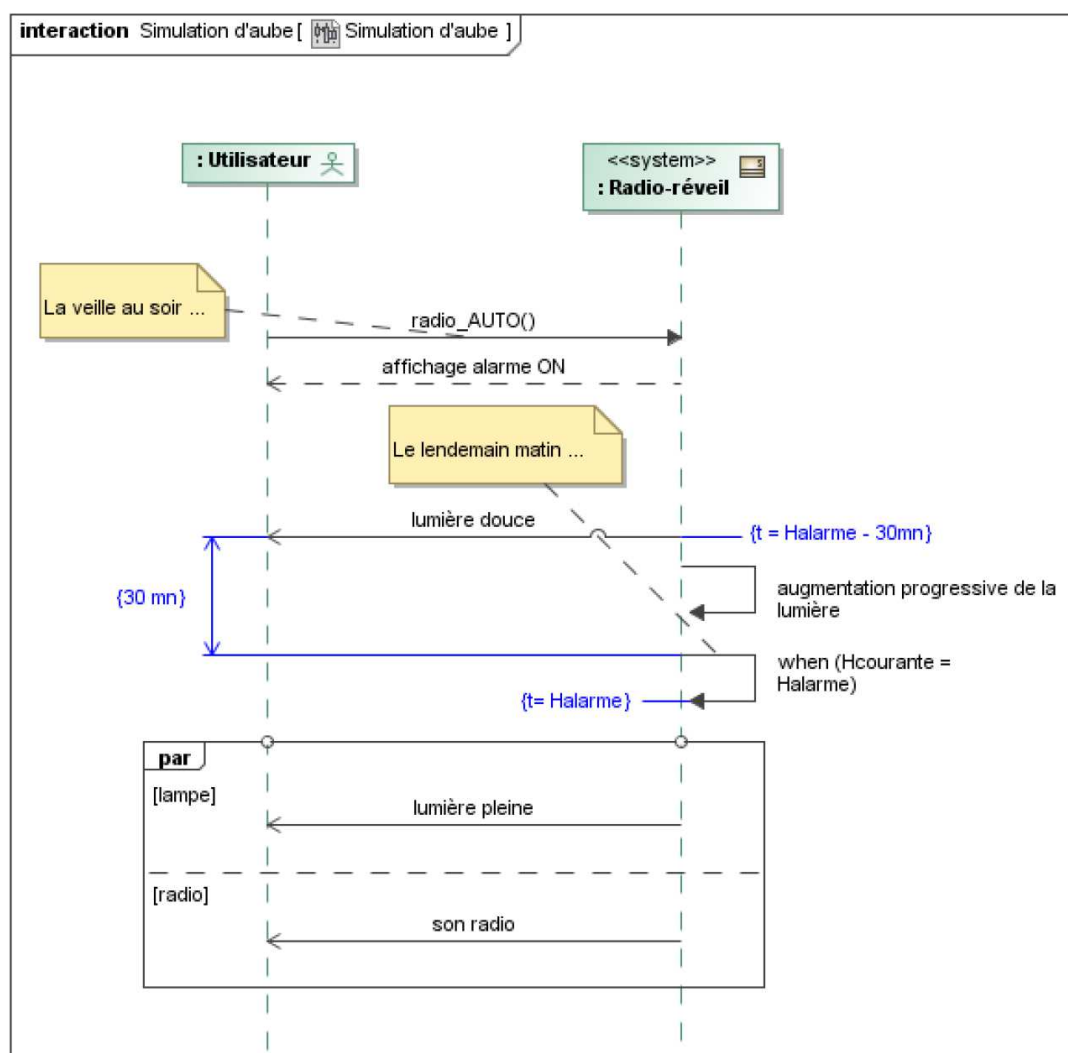 interaction Simulation d'aube[ Simulation d'aube ]
: Utilisateur
<<system>>
: Radio-réveil
La veille au soir ...
radio_AUTO()
affichage alarme ON
Le lendemain matin ...
lumière douce
{t = Halarme - 30mn}
{30 mn}
augmentation progressive de la
lumière
when (Hcourante =
Halarme)
{t= Halarme}
par
[lampe]
lumière pleine
[radio]
son radio